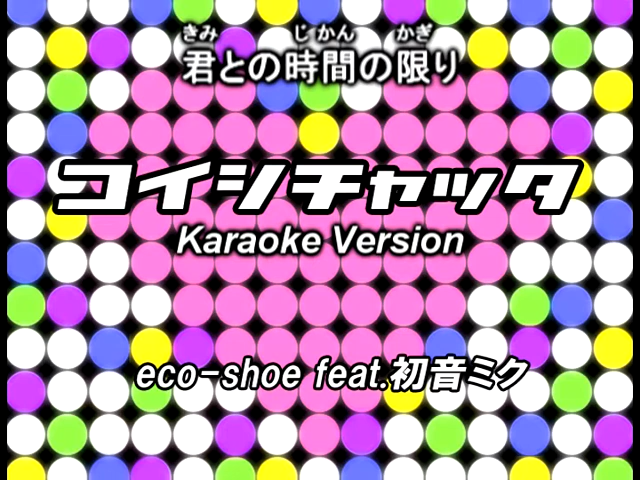 きみ じかん かぎ
君との時間の限り
コイシチャッタ
Karaoke Version
eco-shoe feat.初音ミク